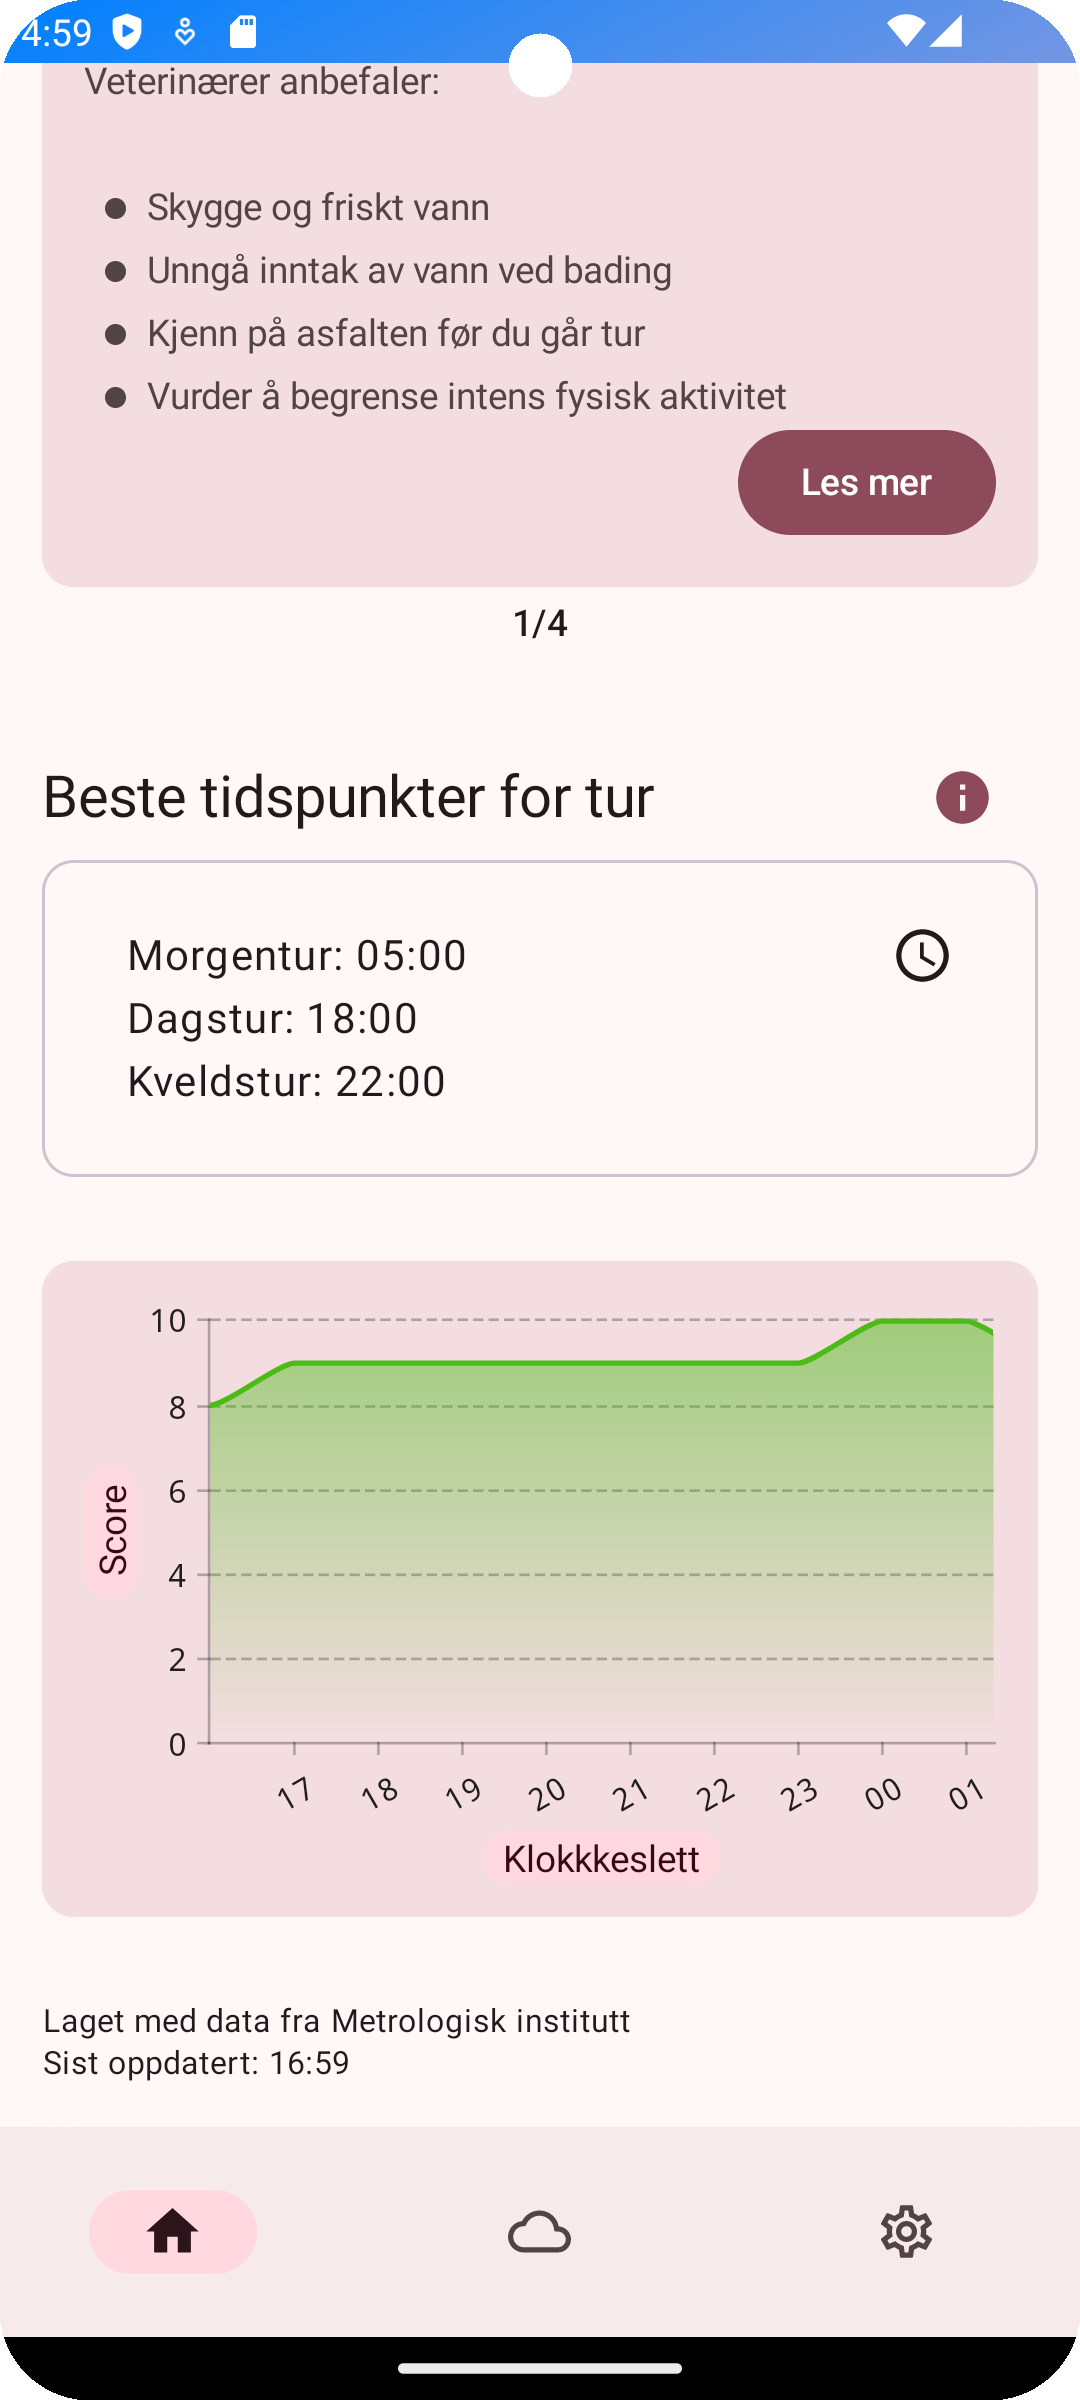 4:59
Veterinærer anbefaler:
Skygge og friskt vann
Unngå inntak av vann ved bading
Kjenn på asfalten før du går tur
Vurder å begrense intens fysisk aktivitet
Les mer
1/4
Beste tidspunkter for tur
Morgentur: 05:00
Dagstur: 18:00
Kveldstur: 22:00
10
8
6
4
2
0
Score
17 18 19 20 21 22 23 00 01
Klokkkeslett
Laget med data fra Metrologisk institutt
Sist oppdatert: 16:59